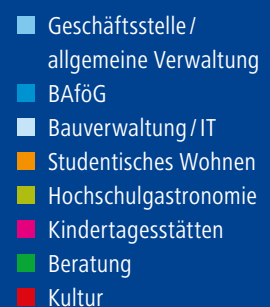 Geschäftsstelle /
allgemeine Verwaltung
BAföG
Bauverwaltung / IT
Studentisches Wohnen
Hochschulgastronomie
Kindertagesstätten
Beratung
Kultur